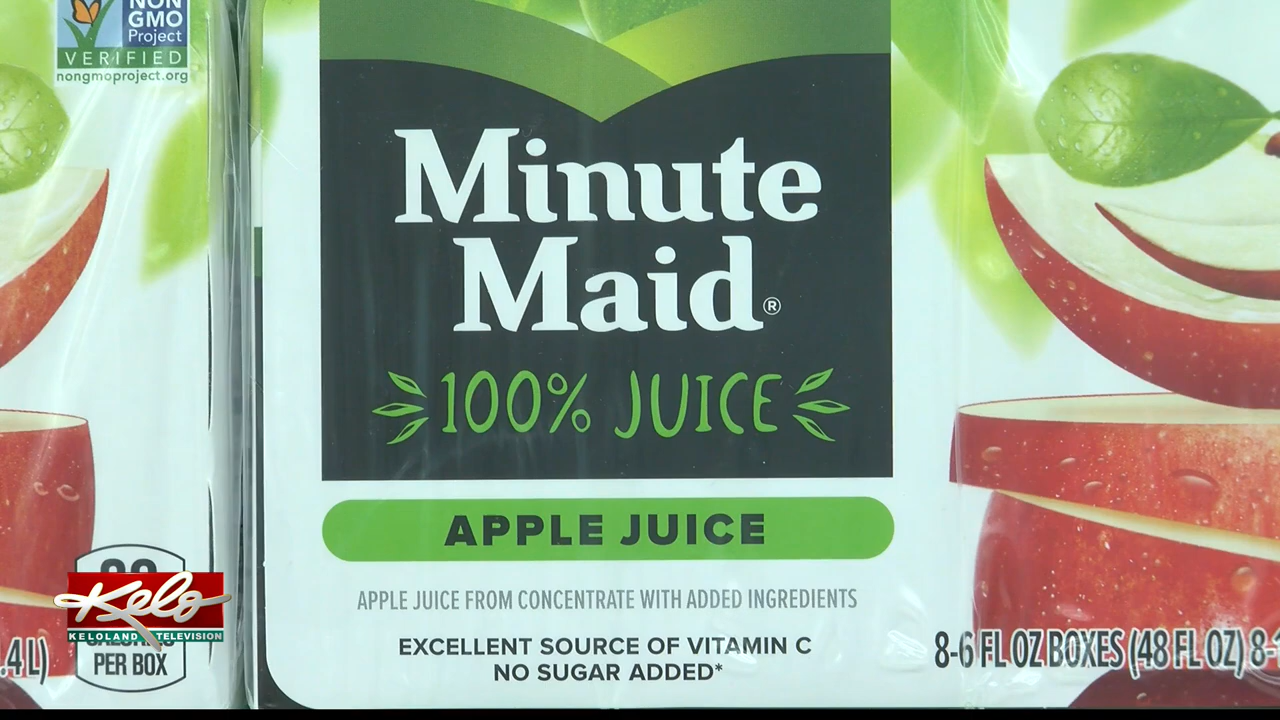 NON
GMO
Project
VERIFIED
nongmoproject.org
Minute
Maid®
100% JUICE
APPLE JUICE
APPLE JUICE FROM CONCENTRATE WITH ADDED INGREDIENTS
EXCELLENT SOURCE OF VITAMIN C
NO SUGAR ADDED*
8-6 FL OZ BOXES (48 FL OZ) 8-
.4L)
PER BOX
Kelo
KELOLAND TELEVISION